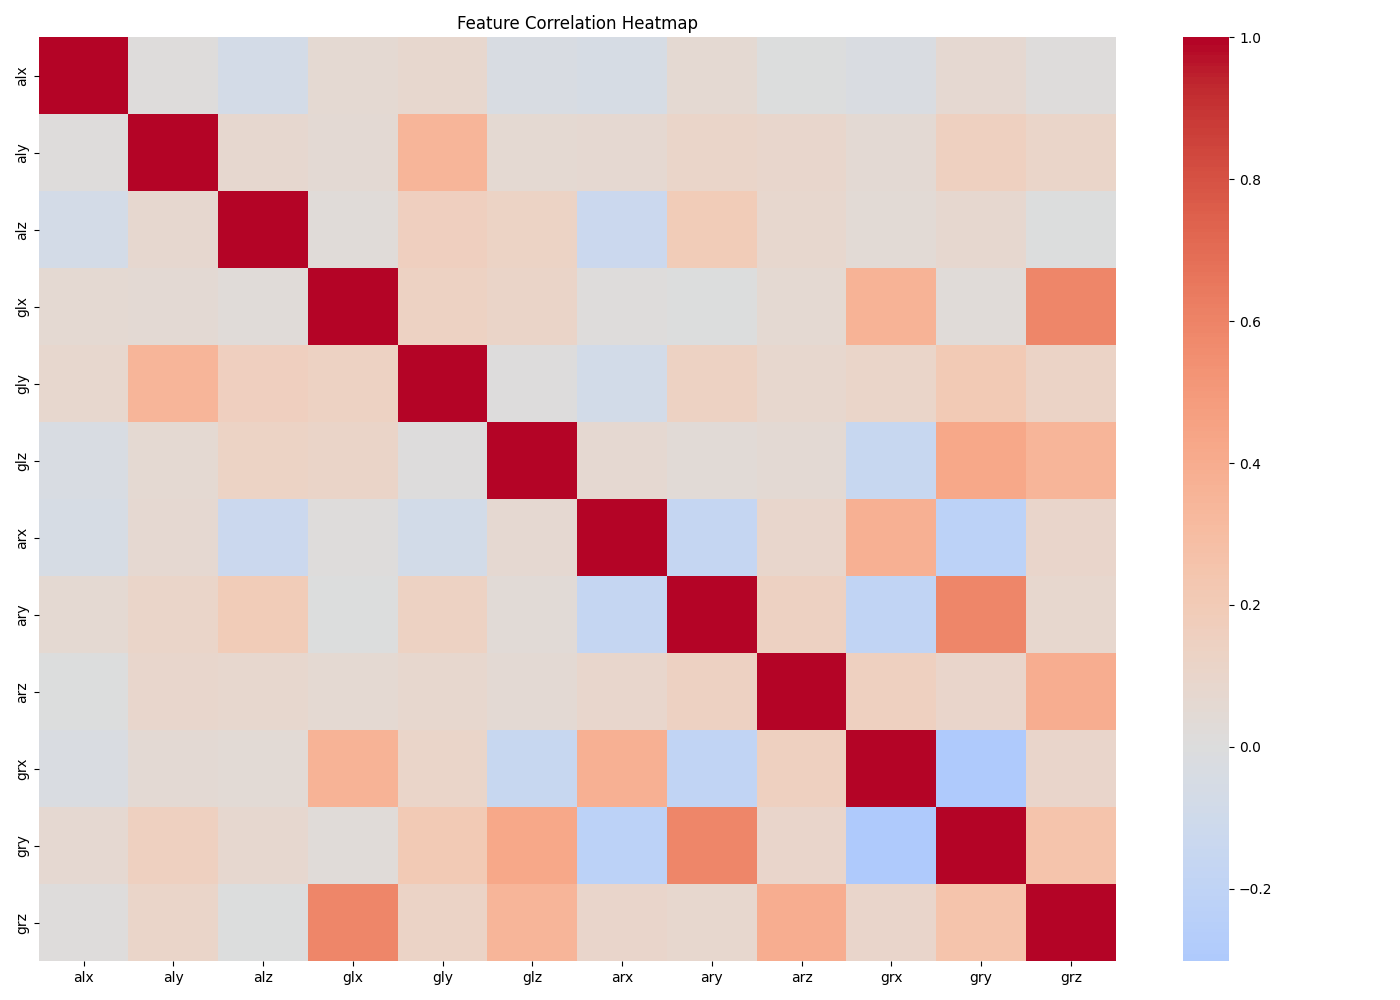 Feature Correlation Heatmap
alx
aly
alz
glx
gly
glz
arx
ary
arz
grx
gry
grz
alx aly alz glx gly glz arx ary arz grx gry grz
1.0
0.8
0.6
0.4
0.2
0.0
−0.2